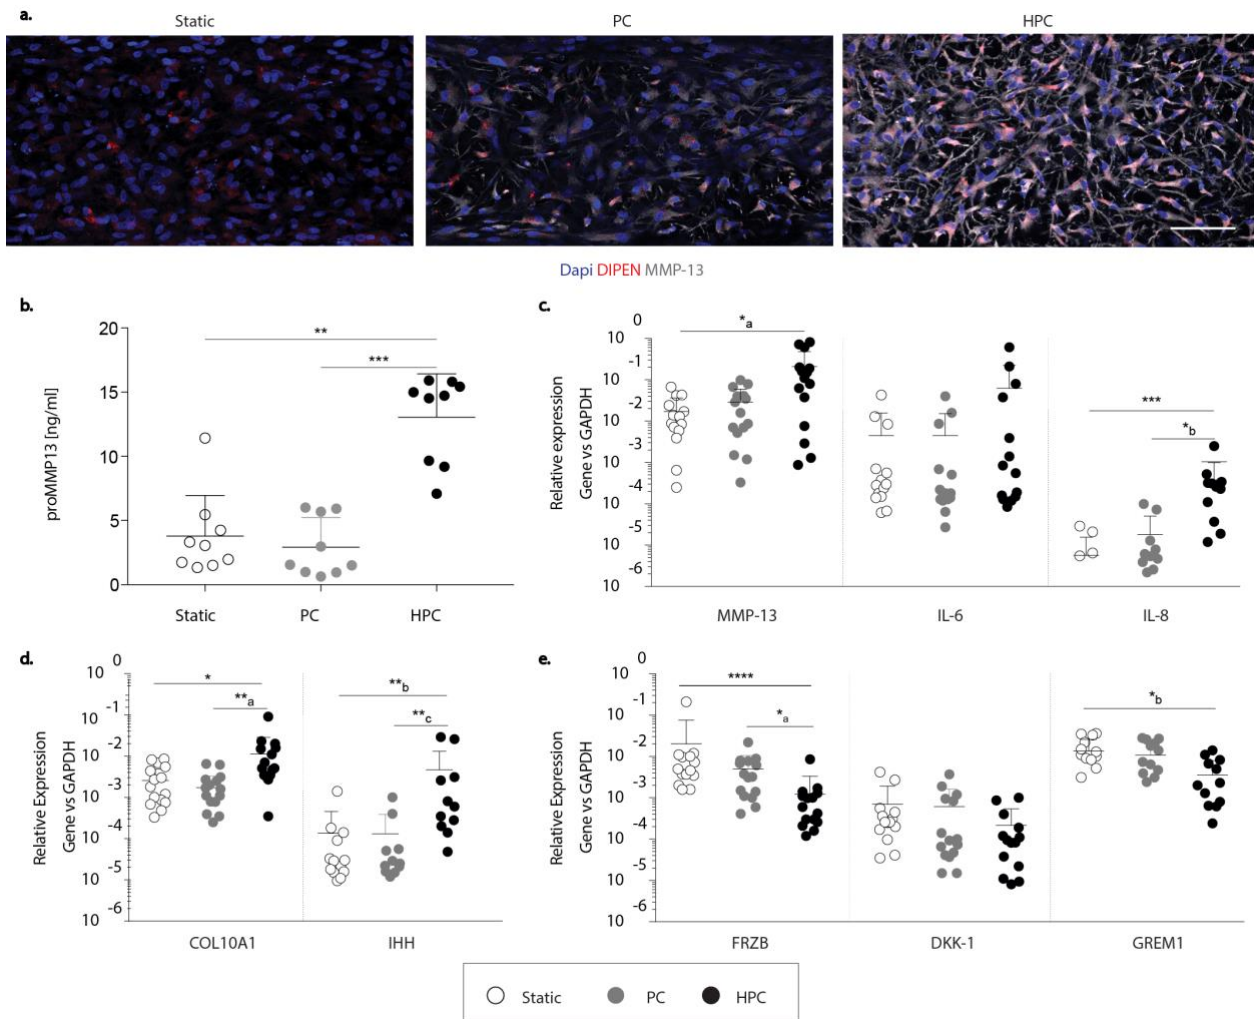 a.
Static PC HPC
Dapi DIPEN MMP-13
b.
proMMP13 [ng/ml]
20
15
10
5
0
**
***
Static PC HPC
c.
Relative expression
Gene vs GAPDH
10 0
10 -1
10 -2
10 -3
10 -4
10 -5
10 -6
*a
***
*b
MMP-13 IL-6 IL-8
d.
Relative Expression
Gene vs GAPDH
10 0
10 -1
10 -2
10 -3
10 -4
10 -5
10 -6
*
**a
**b
**c
COL10A1 IHH
e.
Relative Expression
Gene vs GAPDH
10 0
10 -1
10 -2
10 -3
10 -4
10 -5
10 -6
****
*a
*b
FRZB DKK-1 GREM1
Static PC HPC